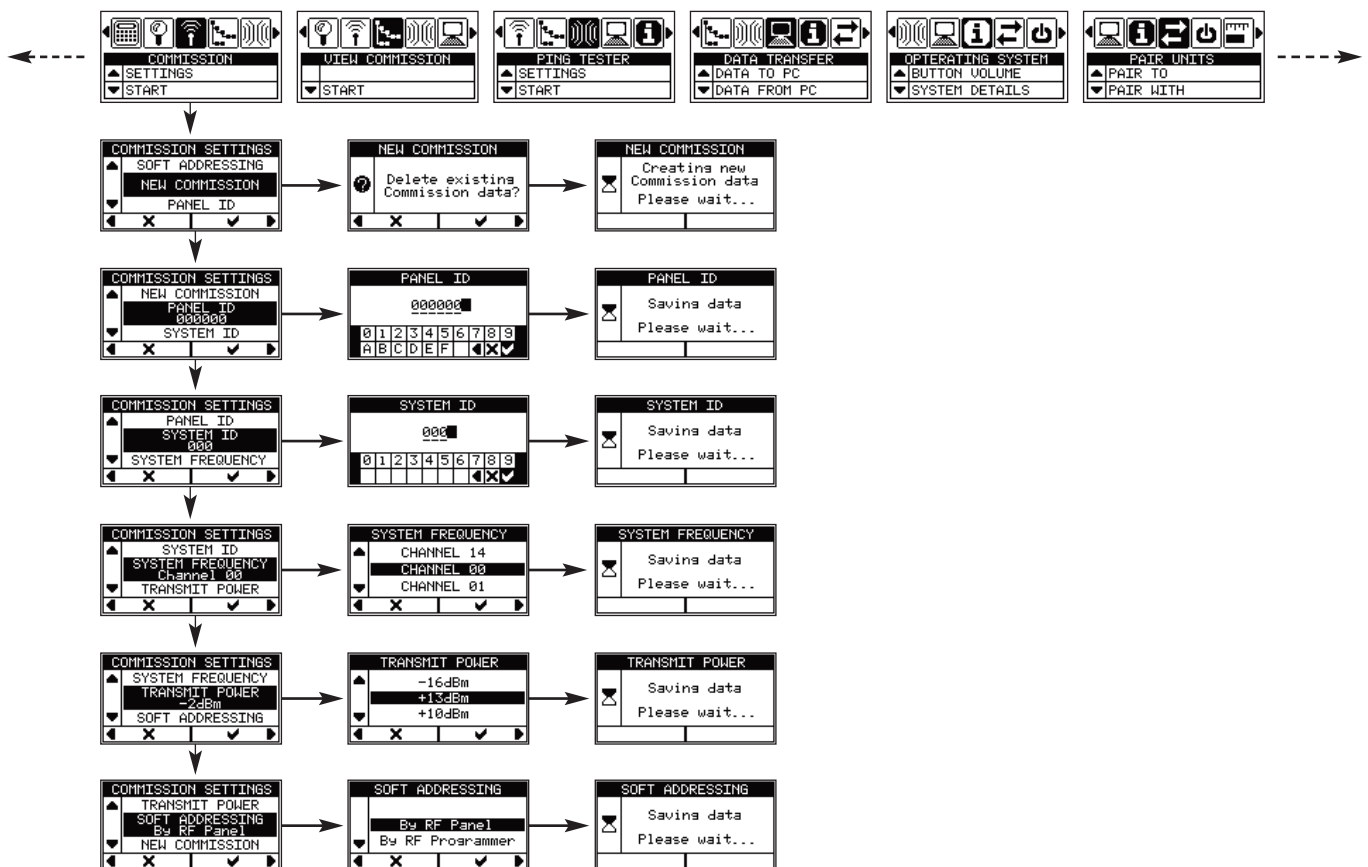 COMMISSION
SETTINGS
START
VIEW COMMISSION
START
PING TESTER
SETTINGS
START
DATA TRANSFER
DATA TO PC
DATA FROM PC
OPTERATING SYSTEM
BUTTON VOLUME
SYSTEM DETAILS
PAIR UNITS
PAIR TO
PAIR WITH
COMMISSION SETTINGS
SOFT ADDRESSING
NEW COMMISSION
PANEL ID
NEW COMMISSION
Delete existing
Commission data?
NEW COMMISSION
Creating new
Commission data
Please wait...
COMMISSION SETTINGS
NEW COMMISSION
PANEL ID
000000
SYSTEM ID
PANEL ID
000000
0 1 2 3 4 5 6 7 8 9
A B C D E F
PANEL ID
Saving data
Please wait...
COMMISSION SETTINGS
PANEL ID
SYSTEM ID
000
SYSTEM FREQUENCY
SYSTEM ID
000
0 1 2 3 4 5 6 7 8 9
SYSTEM ID
Saving data
Please wait...
COMMISSION SETTINGS
SYSTEM ID
SYSTEM FREQUENCY
Channel 00
TRANSMIT POWER
SYSTEM FREQUENCY
CHANNEL 14
CHANNEL 00
CHANNEL 01
SYSTEM FREQUENCY
Saving data
Please wait...
COMMISSION SETTINGS
SYSTEM FREQUENCY
TRANSMIT POWER
-2dBm
SOFT ADDRESSING
TRANSMIT POWER
-16dBm
+13dBm
+10dBm
TRANSMIT POWER
Saving data
Please wait...
COMMISSION SETTINGS
TRANSMIT POWER
SOFT ADDRESSING
By RF Panel
NEW COMMISSION
SOFT ADDRESSING
By RF Panel
By RF Programmer
SOFT ADDRESSING
Saving data
Please wait...